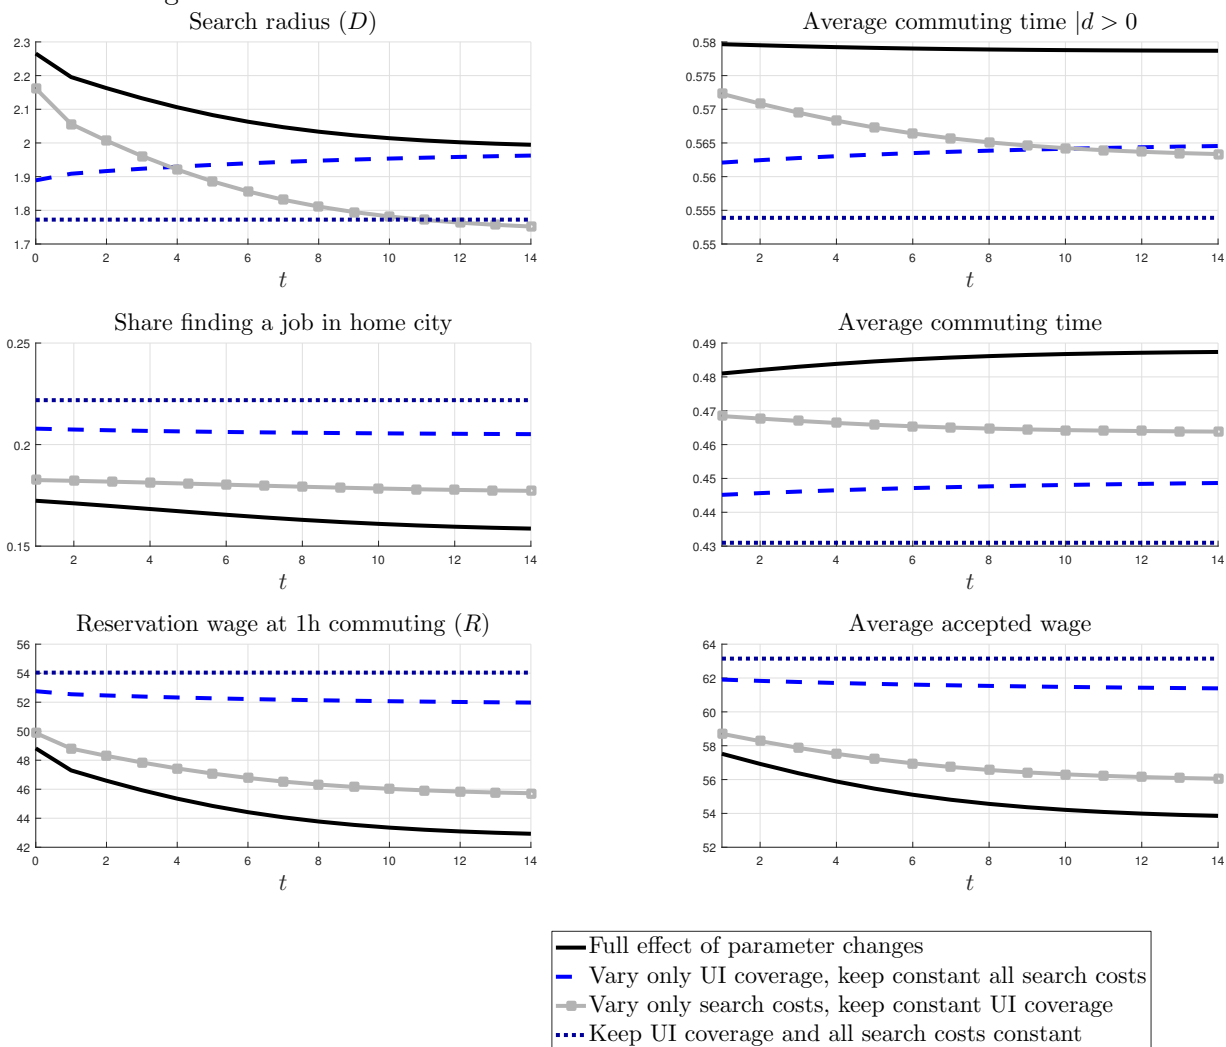 Search radius (D)
2.3
2.2
2.1
2
1.9
1.8
1.7
0 2 4 6 8 10 12 14
t
Average commuting time |d > 0
0.58
0.575
0.57
0.565
0.56
0.555
0.55
2 4 6 8 10 12 14
t
Share finding a job in home city
0.25
0.2
0.15
2 4 6 8 10 12 14
t
Average commuting time
0.49
0.48
0.47
0.46
0.45
0.44
0.43
2 4 6 8 10 12 14
t
Reservation wage at 1h commuting (R)
56
54
52
50
48
46
44
42
0 2 4 6 8 10 12 14
t
Average accepted wage
64
62
60
58
56
54
52
2 4 6 8 10 12 14
t
Full effect of parameter changes
Vary only UI coverage, keep constant all search costs
Vary only search costs, keep constant UI coverage
Keep UI coverage and all search costs constant